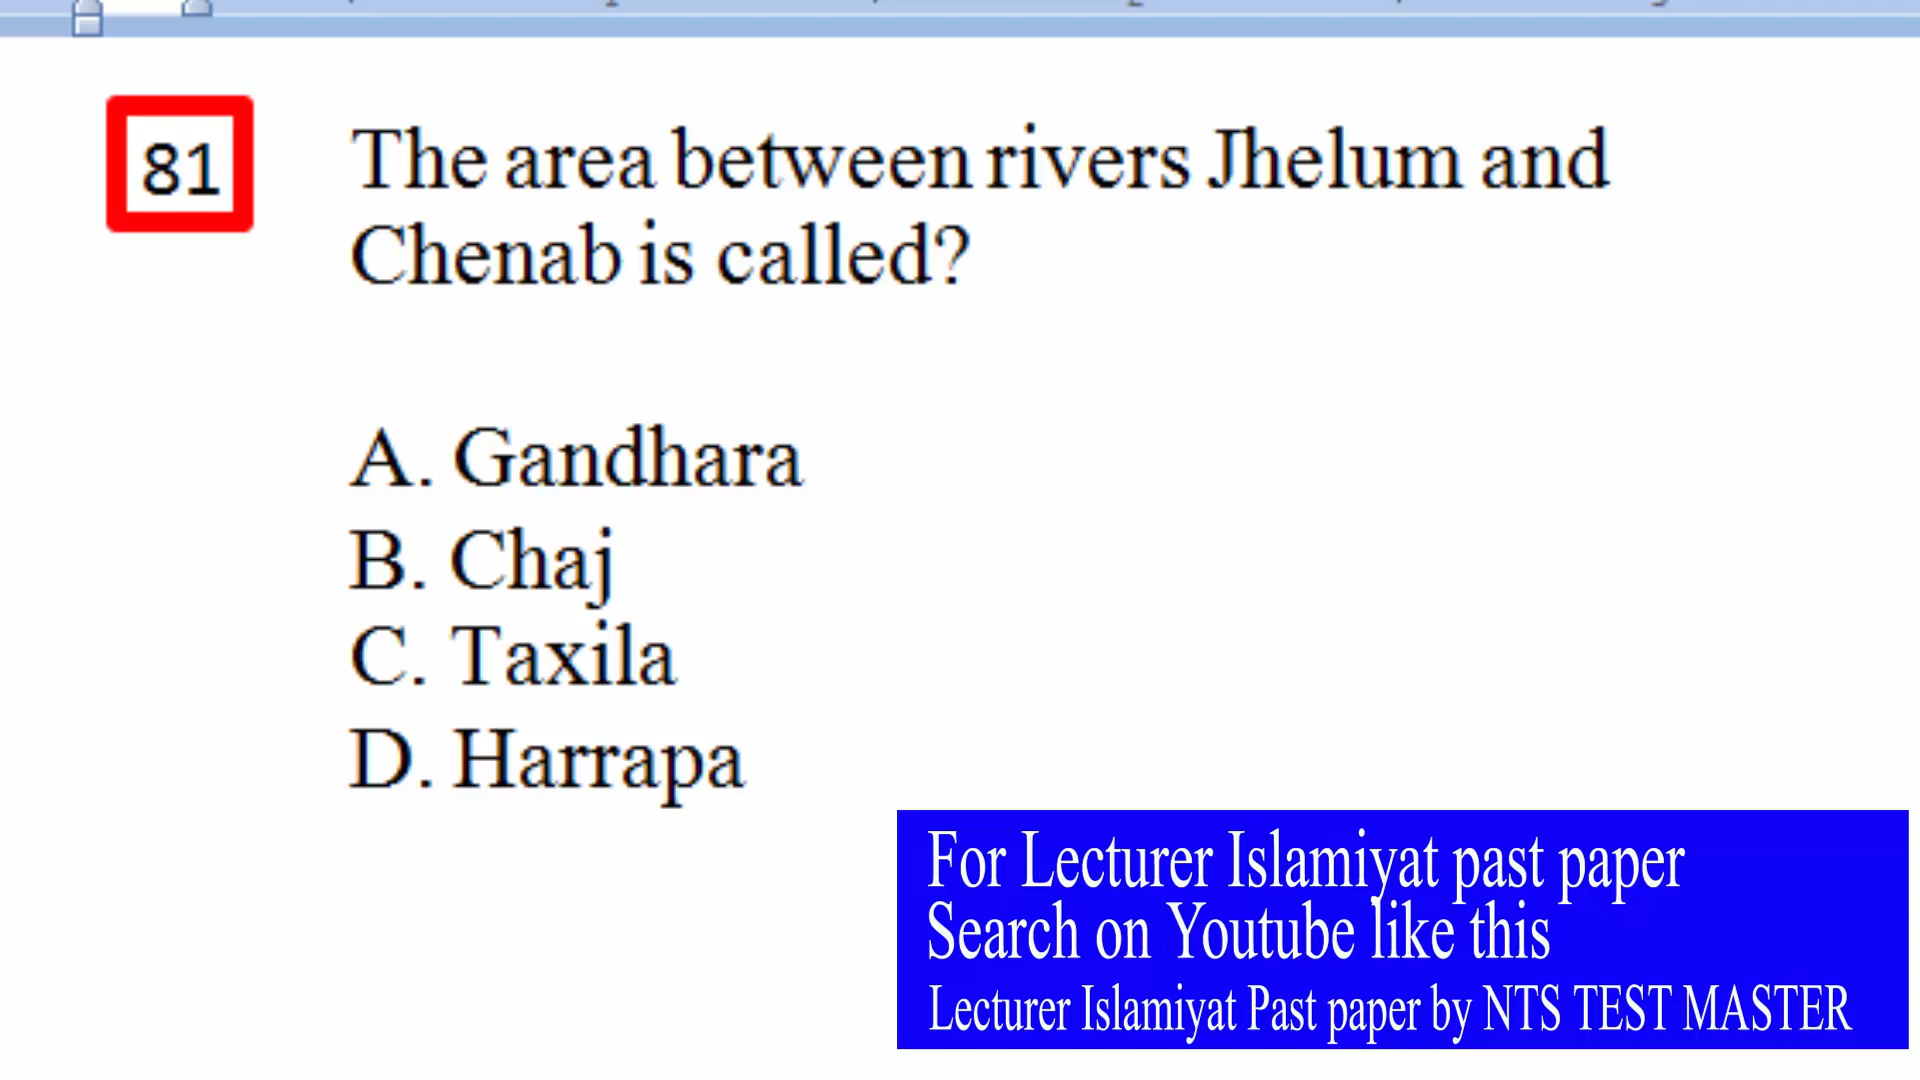 81
The area between rivers Jhelum and
Chenab is called?
A. Gandhara
B. Chaj
C. Taxila
D. Harrapa
For Lecturer Islamiyat past paper
Search on Youtube like this
Lecturer Islamiyat Past paper by NTS TEST MASTER